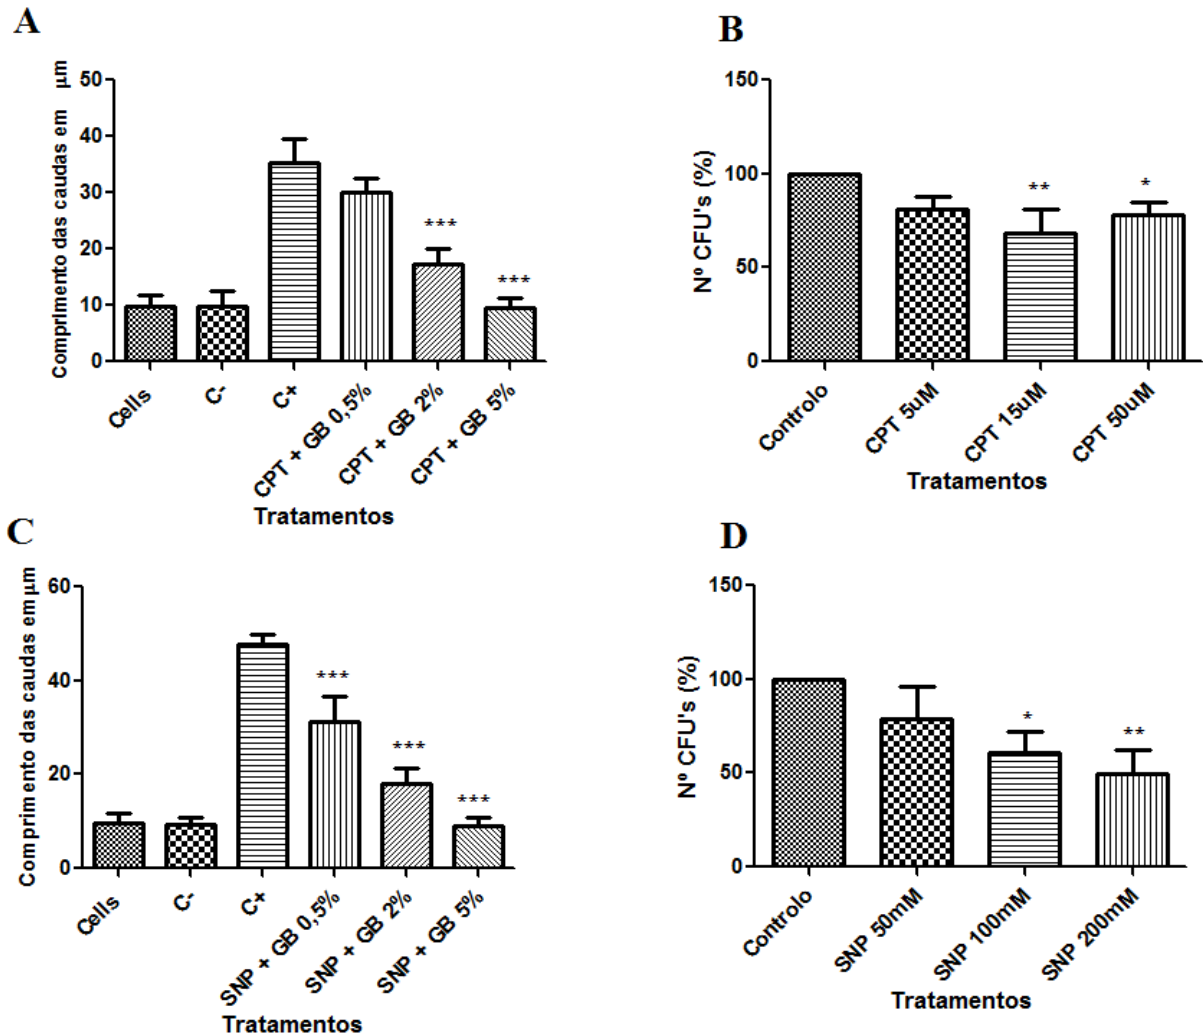 A
Comprimento das caudas em μm
50
40
30
20
10
0
***
***
Cells
C-
C+
CPT + GB 0,5%
CPT + GB 2%
CPT + GB 5%
Tratamentos
B
Nº CFU's (%)
150
100
50
0
**
*
Controlo
CPT 5uM
CPT 15uM
CPT 50uM
Tratamentos
C
Comprimento das caudas em μm
60
40
20
0
***
***
***
Cells
C-
C+
SNP + GB 0,5%
SNP + GB 2%
SNP + GB 5%
Tratamentos
D
Nº CFU's (%)
150
100
50
0
*
**
Controlo
SNP 50mM
SNP 100mM
SNP 200mM
Tratamentos